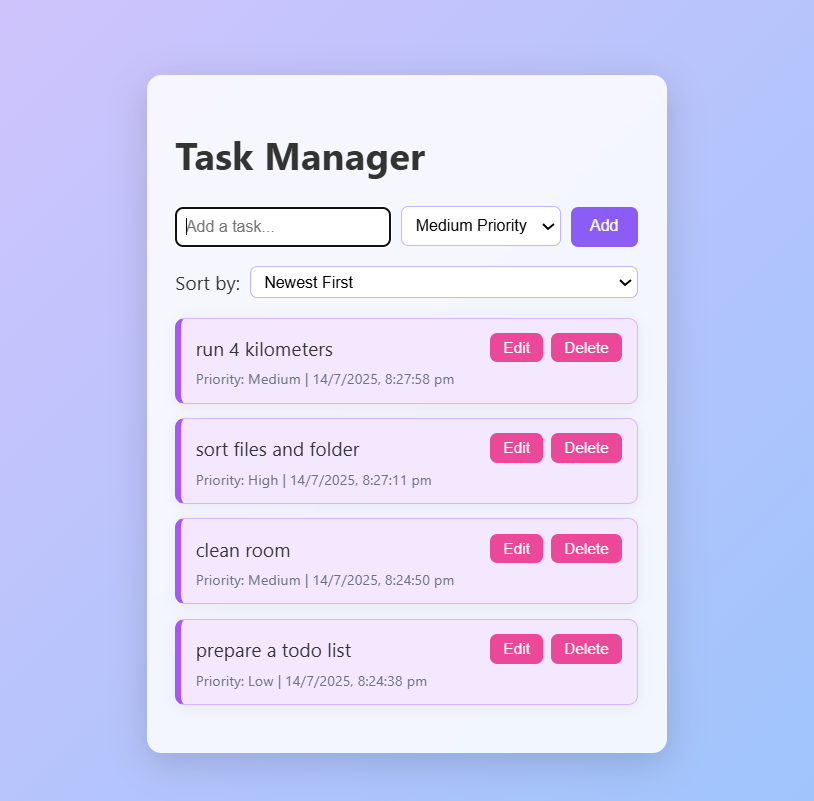 Task Manager
Add a task... Medium Priority Add
Sort by: Newest First
run 4 kilometers Edit Delete
Priority: Medium | 14/7/2025, 8:27:58 pm
sort files and folder Edit Delete
Priority: High | 14/7/2025, 8:27:11 pm
clean room Edit Delete
Priority: Medium | 14/7/2025, 8:24:50 pm
prepare a todo list Edit Delete
Priority: Low | 14/7/2025, 8:24:38 pm